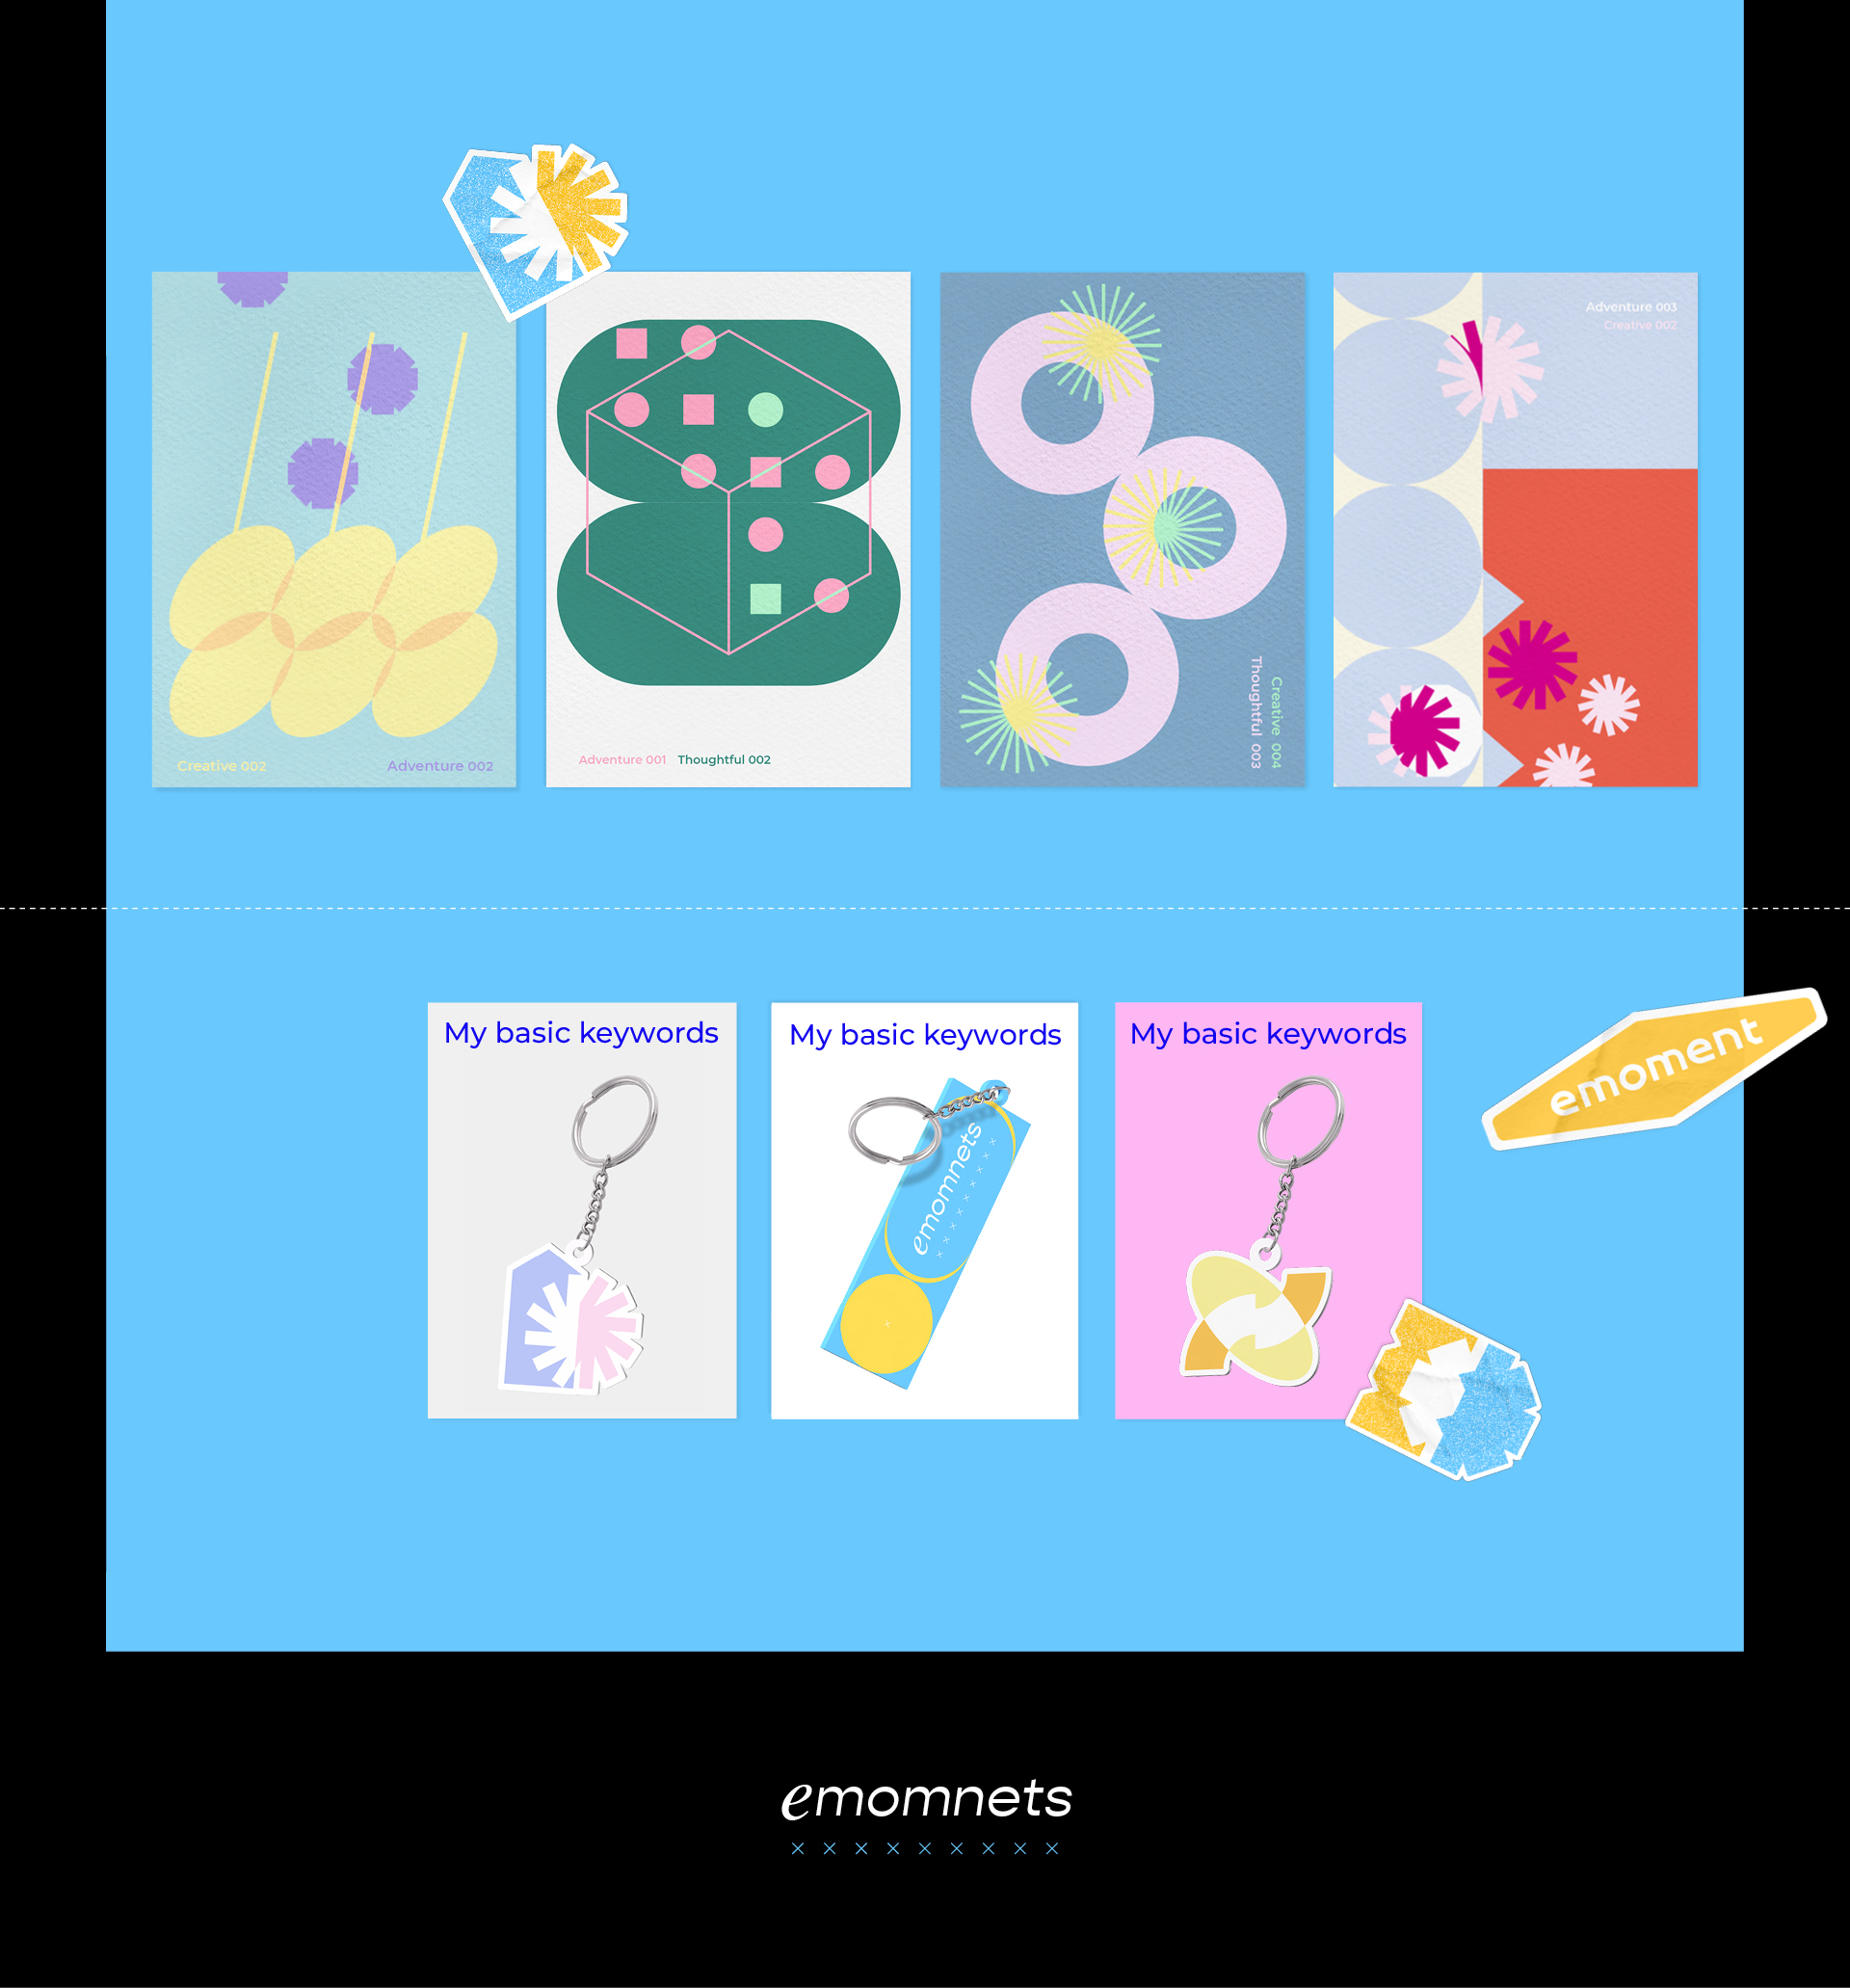 Adventure 003
Creative 002
Creative 004
Thoughtful 003
Creative 002
Adventure 002
Adventure 001 Thoughtful 002
My basic keywords
My basic keywords
My basic keywords
emoment
emomnets
emomnets